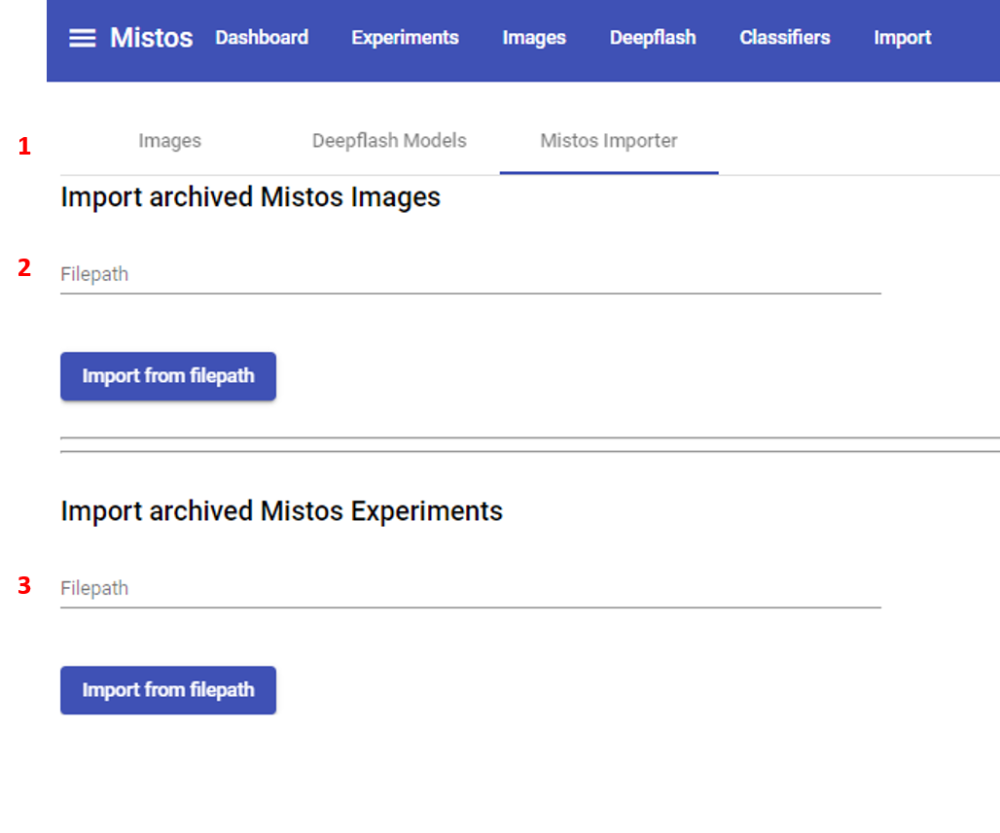 Mistos Dashboard Experiments Images Deepflash Classifiers Import
1 Images Deepflash Models Mistos Importer
Import archived Mistos Images
2 Filepath
Import from filepath
Import archived Mistos Experiments
3 Filepath
Import from filepath